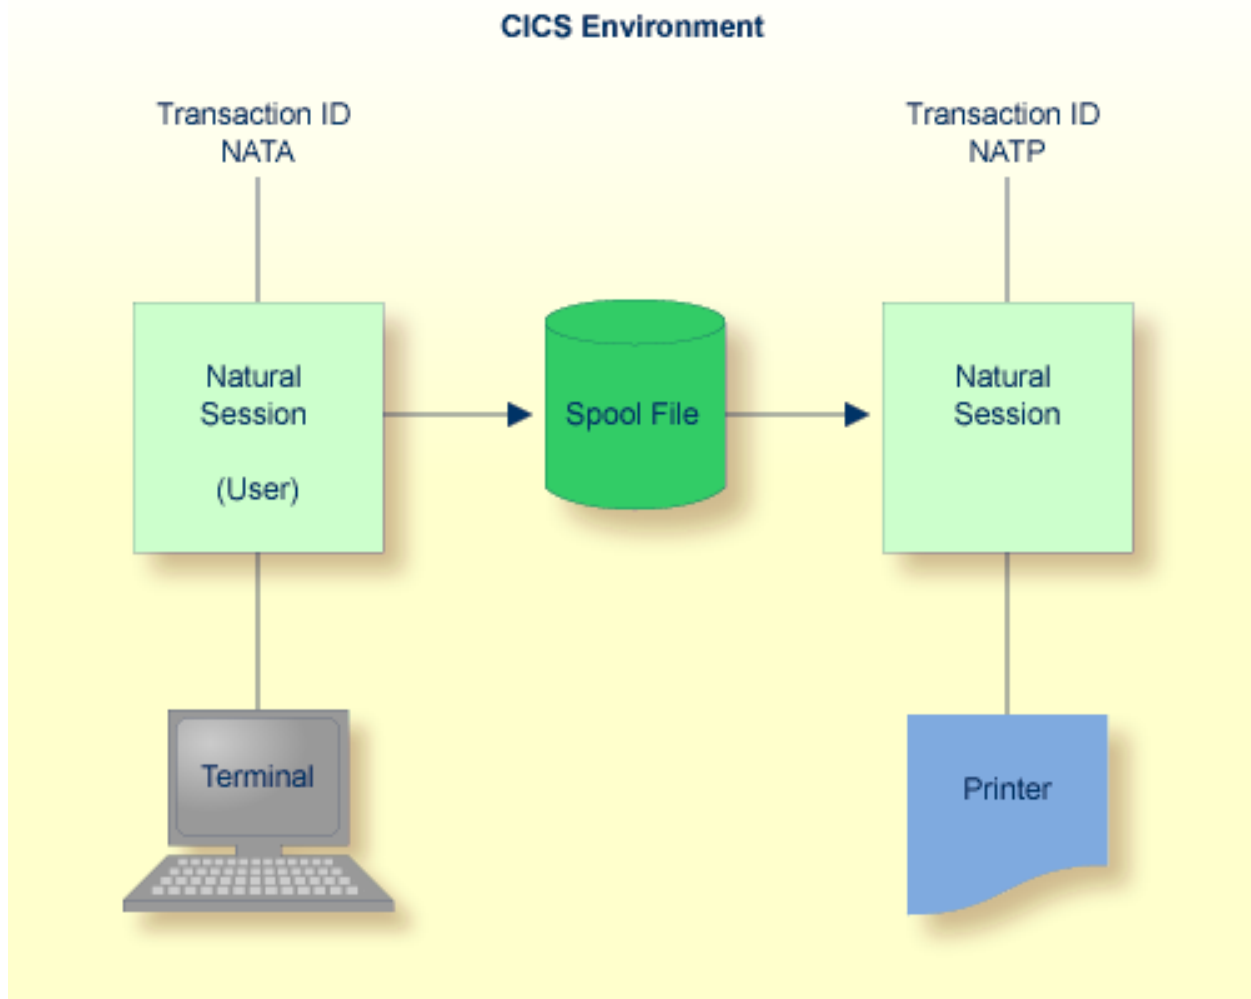 CICS Environment
Transaction ID
NATA
Transaction ID
NATP
Natural
Session
(User)
Spool File
Natural
Session
Terminal
Printer